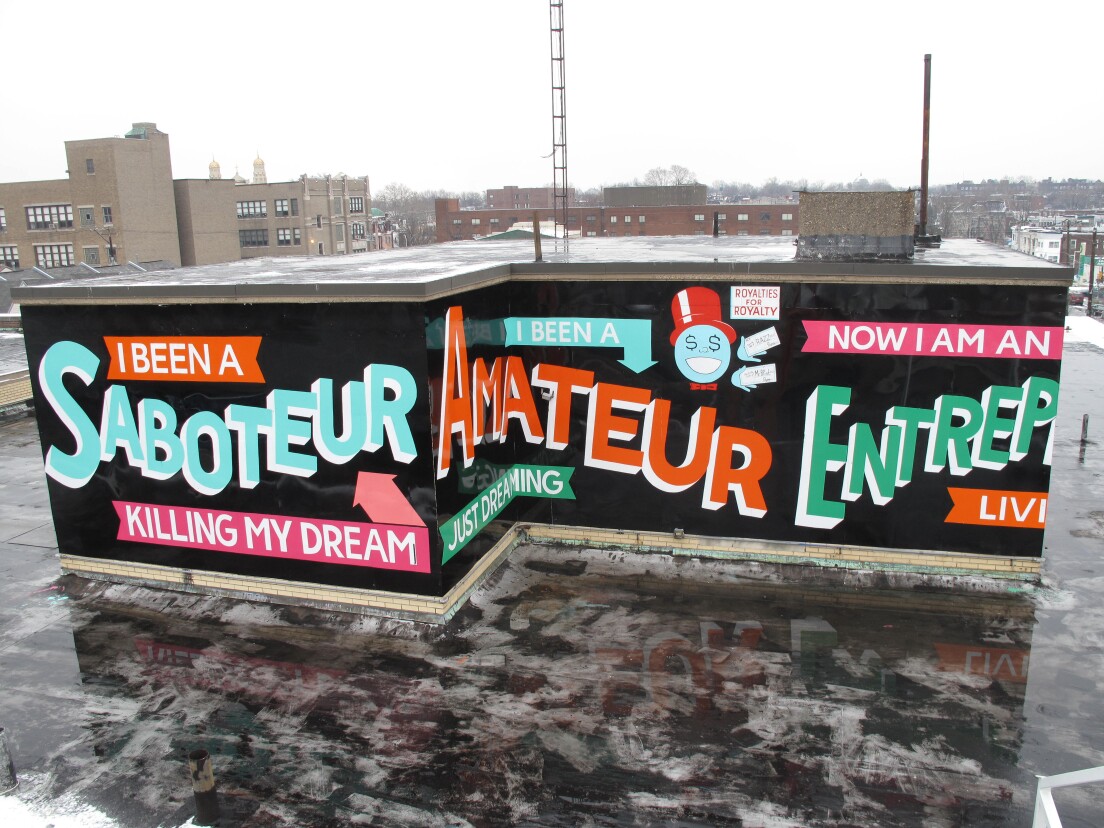 I BEEN A
SABOTEUR
KILLING MY DREAM
I BEEN A
AMATEUR
JUST DREAMING
$ $
ROYALTIES
FOR
ROYALTY
NOW I AM AN
ENTREP
LIVI